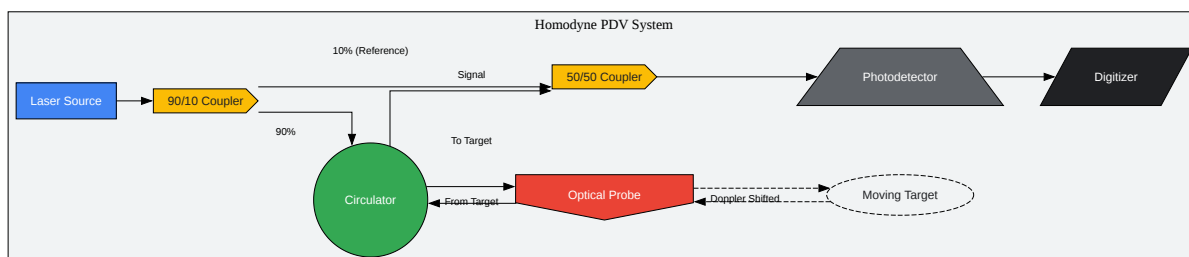 Homodyne PDV System
10% (Reference)
Signal
Laser Source
90/10 Coupler
50/50 Coupler
Photodetector
Digitizer
90%
To Target
Circulator
From Target
Optical Probe
Doppler Shifted
Moving Target